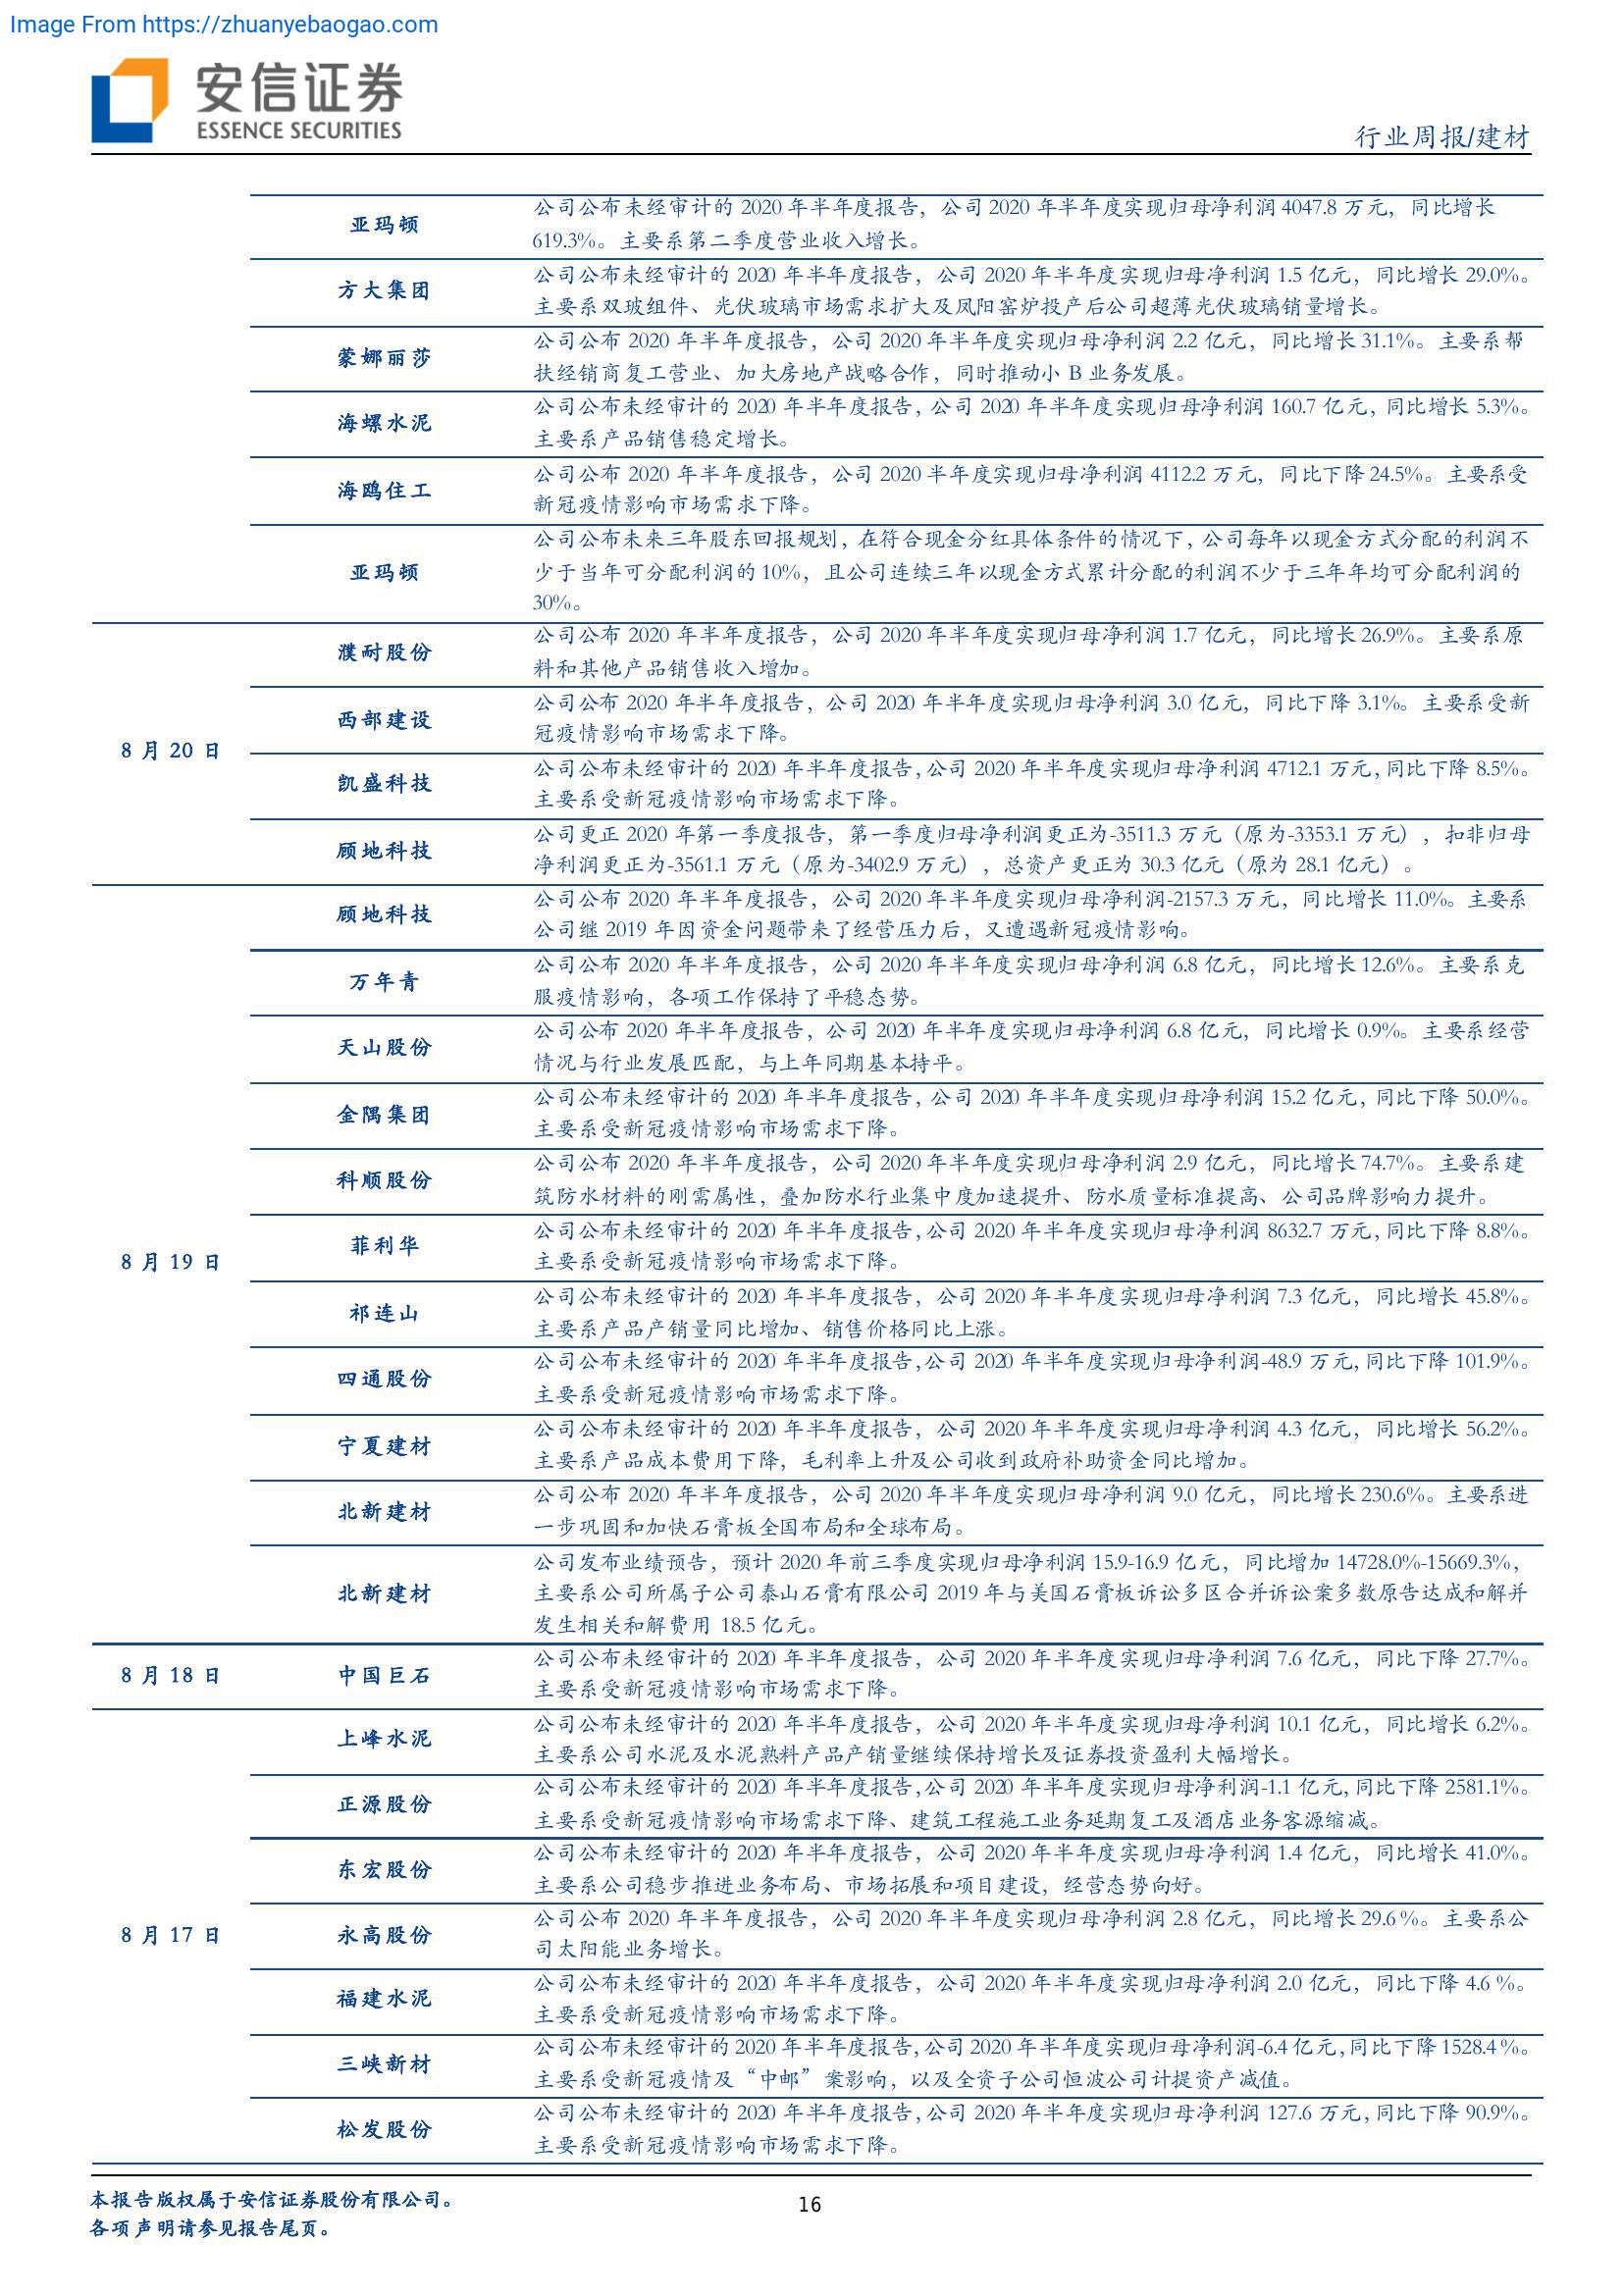 Image From https://zhuanyebaogao.com
安信证券
ESSENCE SECURITIES
行业周报/建材
亚玛顿
公司公布未经审计的 2020 年半年度报告，公司 2020 年半年度实现归母净利润 4047.8 万元，同比增长
619.3%。主要系第二季度营业收入增长。
方大集团
公司公布未经审计的 2020 年半年度报告，公司 2020 年半年度实现归母净利润 1.5 亿元，同比增长 29.0%。
主要系双玻组件、光伏玻璃市场需求扩大及凤阳窑炉投产后公司超薄光伏玻璃销量增长。
蒙娜丽莎
公司公布 2020 年半年度报告，公司 2020 年半年度实现归母净利润 2.2 亿元，同比增长 31.1%。主要系帮
扶经销商复工营业、加大房地产战略合作，同时推动小 B 业务发展。
海螺水泥
公司公布未经审计的 2020 年半年度报告，公司 2020 年半年度实现归母净利润 160.7 亿元，同比增长 5.3%。
主要系产品销售稳定增长。
海鸥住工
公司公布 2020 年半年度报告，公司 2020 半年度实现归母净利润 4112.2 万元，同比下降 24.5%。主要系受
新冠疫情影响市场需求下降。
亚玛顿
公司公布未来三年股东回报规划，在符合现金分红具体条件的情况下，公司每年以现金方式分配的利润不
少于当年可分配利润的 10%，且公司连续三年以现金方式累计分配的利润不少于三年年均可分配利润的
30%。
8 月 20 日
濮耐股份
公司公布 2020 年半年度报告，公司 2020 年半年度实现归母净利润 1.7 亿元，同比增长 26.9%。主要系原
料和其他产品销售收入增加。
西部建设
公司公布 2020 年半年度报告，公司 2020 年半年度实现归母净利润 3.0 亿元，同比下降 3.1%。主要系受新
冠疫情影响市场需求下降。
凯盛科技
公司公布未经审计的 2020 年半年度报告，公司 2020 年半年度实现归母净利润 4712.1 万元，同比下降 8.5%。
主要系受新冠疫情影响市场需求下降。
顾地科技
公司更正 2020 年第一季度报告，第一季度归母净利润更正为-3511.3 万元（原为-3353.1 万元），扣非归母
净利润更正为-3561.1 万元（原为-3402.9 万元），总资产更正为 30.3 亿元（原为 28.1 亿元）。
8 月 19 日
顾地科技
公司公布 2020 年半年度报告，公司 2020 年半年度实现归母净利润-2157.3 万元，同比增长 11.0%。主要系
公司继 2019 年因资金问题带来了经营压力后，又遭遇新冠疫情影响。
万年青
公司公布 2020 年半年度报告，公司 2020 年半年度实现归母净利润 6.8 亿元，同比增长 12.6%。主要系克
服疫情影响，各项工作保持了平稳态势。
天山股份
公司公布 2020 年半年度报告，公司 2020 年半年度实现归母净利润 6.8 亿元，同比增长 0.9%。主要系经营
情况与行业发展匹配，与上年同期基本持平。
金隅集团
公司公布未经审计的 2020 年半年度报告，公司 2020 年半年度实现归母净利润 15.2 亿元，同比下降 50.0%。
主要系受新冠疫情影响市场需求下降。
科顺股份
公司公布 2020 年半年度报告，公司 2020 年半年度实现归母净利润 2.9 亿元，同比增长 74.7%。主要系建
筑防水材料的刚需属性，叠加防水行业集中度加速提升、防水质量标准提高、公司品牌影响力提升。
菲利华
公司公布未经审计的 2020 年半年度报告，公司 2020 年半年度实现归母净利润 8632.7 万元，同比下降 8.8%。
主要系受新冠疫情影响市场需求下降。
祁连山
公司公布未经审计的 2020 年半年度报告，公司 2020 年半年度实现归母净利润 7.3 亿元，同比增长 45.8%。
主要系产品产销量同比增加、销售价格同比上涨。
四通股份
公司公布未经审计的 2020 年半年度报告，公司 2020 年半年度实现归母净利润-48.9 万元，同比下降 101.9%。
主要系受新冠疫情影响市场需求下降。
宁夏建材
公司公布未经审计的 2020 年半年度报告，公司 2020 年半年度实现归母净利润 4.3 亿元，同比增长 56.2%。
主要系产品成本费用下降，毛利率上升及公司收到政府补助资金同比增加。
北新建材
公司公布 2020 年半年度报告，公司 2020 年半年度实现归母净利润 9.0 亿元，同比增长 230.6%。主要系进
一步巩固和加快石膏板全国布局和全球布局。
北新建材
公司发布业绩预告，预计 2020 年前三季度实现归母净利润 15.9-16.9 亿元，同比增加 14728.0%-15669.3%，
主要系公司所属子公司泰山石膏有限公司 2019 年与美国石膏板诉讼多区合并诉讼案多数原告达成和解并
发生相关和解费用 18.5 亿元。
8 月 18 日
中国巨石
公司公布未经审计的 2020 年半年度报告，公司 2020 年半年度实现归母净利润 7.6 亿元，同比下降 27.7%。
主要系受新冠疫情影响市场需求下降。
8 月 17 日
上峰水泥
公司公布未经审计的 2020 年半年度报告，公司 2020 年半年度实现归母净利润 10.1 亿元，同比增长 6.2%。
主要系公司水泥及水泥熟料产品产销量继续保持增长及证券投资盈利大幅增长。
正源股份
公司公布未经审计的 2020 年半年度报告，公司 2020 年半年度实现归母净利润-1.1 亿元，同比下降 2581.1%。
主要系受新冠疫情影响市场需求下降、建筑工程施工业务延期复工及酒店业务客源缩减。
东宏股份
公司公布未经审计的 2020 年半年度报告，公司 2020 年半年度实现归母净利润 1.4 亿元，同比增长 41.0%。
主要系公司稳步推进业务布局、市场拓展和项目建设，经营态势向好。
永高股份
公司公布 2020 年半年度报告，公司 2020 年半年度实现归母净利润 2.8 亿元，同比增长 29.6 %。主要系公
司太阳能业务增长。
福建水泥
公司公布未经审计的 2020 年半年度报告，公司 2020 年半年度实现归母净利润 2.0 亿元，同比下降 4.6 %。
主要系受新冠疫情影响市场需求下降。
三峡新材
公司公布未经审计的 2020 年半年度报告，公司 2020 年半年度实现归母净利润-6.4 亿元，同比下降 1528.4 %。
主要系受新冠疫情及“中邮”案影响，以及全资子公司恒波公司计提资产减值。
松发股份
公司公布未经审计的 2020 年半年度报告，公司 2020 年半年度实现归母净利润 127.6 万元，同比下降 90.9%。
主要系受新冠疫情影响市场需求下降。
本报告版权属于安信证券股份有限公司。
各项声明请参见报告尾页。
16